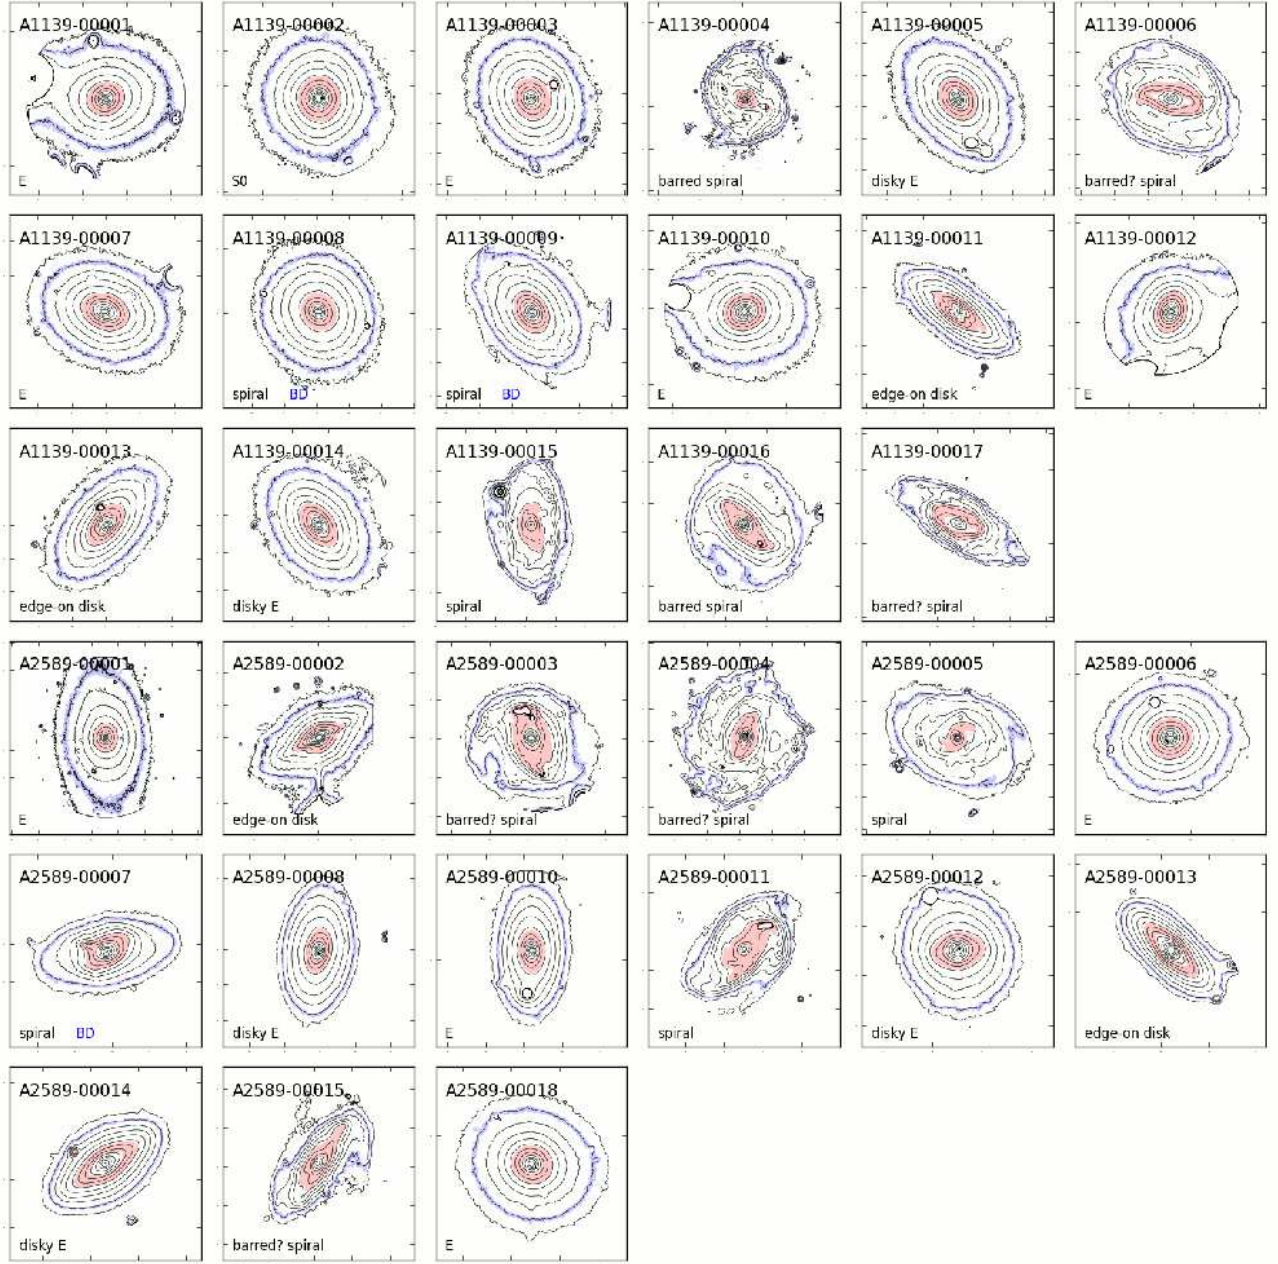 A1139-00001 A1139-00002 A1139-00003 A1139-00004 A1139-00005 A1139-00006
E S0 E barred spiral disky E barred? spiral
A1139-00007 A1139-00008 A1139-00009 A1139-00010 A1139-00011 A1139-00012
E spiral BD spiral BD E edge-on disk E
A1139-00013 A1139-00014 A1139-00015 A1139-00016 A1139-00017
edge-on disk disky E spiral barred spiral barred? spiral
A2589-00001 A2589-00002 A2589-00003 A2589-00004 A2589-00005 A2589-00006
E edge-on disk barred? spiral barred? spiral spiral E
A2589-00007 A2589-00008 A2589-00010 A2589-00011 A2589-00012 A2589-00013
spiral BD disky E E spiral disky E edge-on disk
A2589-00014 A2589-00015 A2589-00018
disky E barred? spiral E